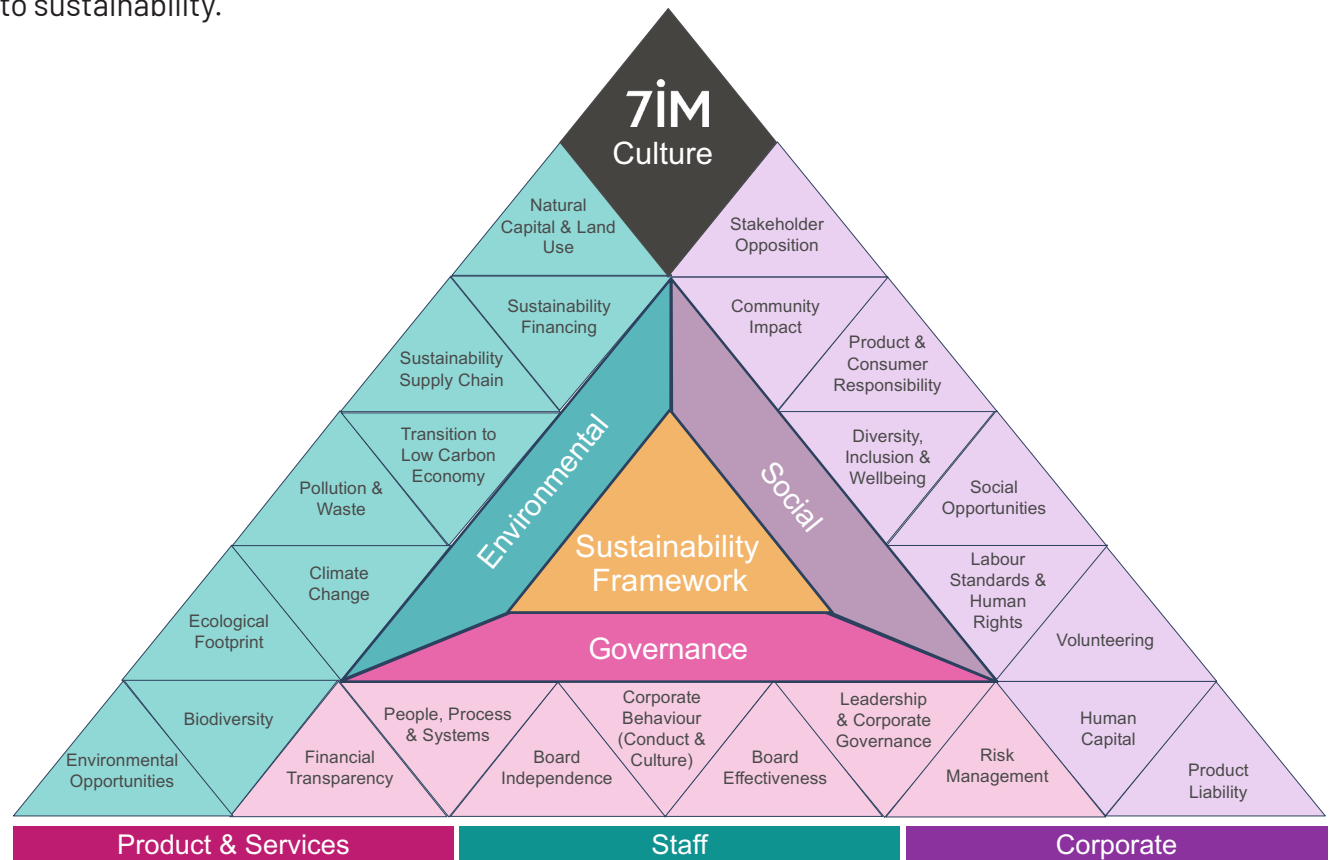 to sustainability.
7iM
Culture
Natural
Capital & Land
Use
Stakeholder
Opposition
Sustainability
Financing
Community
Impact
Sustainability
Supply Chain
Product &
Consumer
Responsibility
Transition to
Low Carbon
Economy
Diversity,
Inclusion &
Wellbeing
Pollution &
Waste
Social
Opportunities
Environmental
Social
Sustainability
Framework
Climate
Change
Labour
Standards &
Human
Rights
Ecological
Footprint
Volunteering
Governance
Environmental
Opportunities
Biodiversity
Financial
Transparency
People, Process
& Systems
Board
Independence
Corporate
Behaviour
(Conduct &
Culture)
Board
Effectiveness
Leadership
& Corporate
Governance
Risk
Management
Human
Capital
Product
Liability
Product & Services
Staff
Corporate